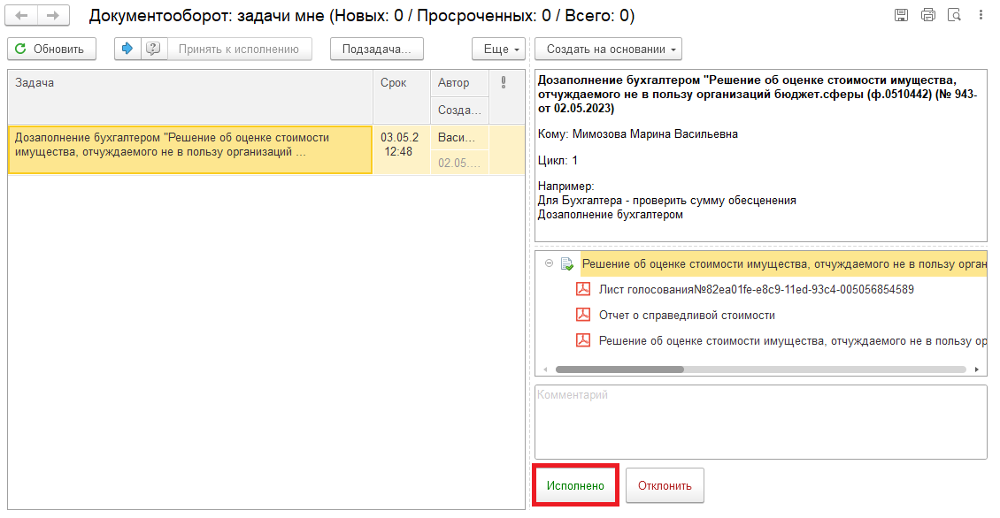 Документооборот: задачи мне (Новых: 0 / Просроченных: 0 / Всего: 0)
Обновить
Принять к исполнению
Подзадача...
Еще
Создать на основании
Задача
Срок
Автор
Созда...
Дозаполнение бухгалтером "Решение об оценке стоимости
имущества, отчуждаемого не в пользу организаций ...
03.05.2
12:48
Васи...
02.05....
Дозаполнение бухгалтером "Решение об оценке стоимости имущества,
отчуждаемого не в пользу организаций бюджет.сферы (ф.0510442) (№ 943-
от 02.05.2023)
Кому: Мимозова Марина Васильевна
Цикл: 1
Например:
Для Бухгалтера - проверить сумму обесценения
Дозаполнение бухгалтером
Решение об оценке стоимости имущества, отчуждаемого не в пользу орган
Лист голосования№82ea01fe-e8c9-11ed-93c4-005056854589
Отчет о справедливой стоимости
Решение об оценке стоимости имущества, отчуждаемого не в пользу ор
Комментарий
Исполнено
Отклонить